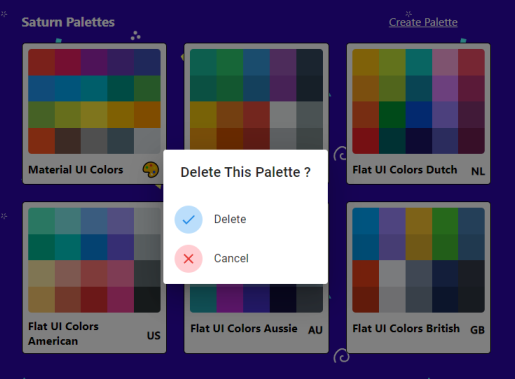 Saturn Palettes
Create Palette
Material UI Colors
Flat UI Colors Dutch NL
Delete This Palette ?
Delete
Cancel
Flat UI Colors
American US
Flat UI Colors Aussie AU
Flat UI Colors British GB